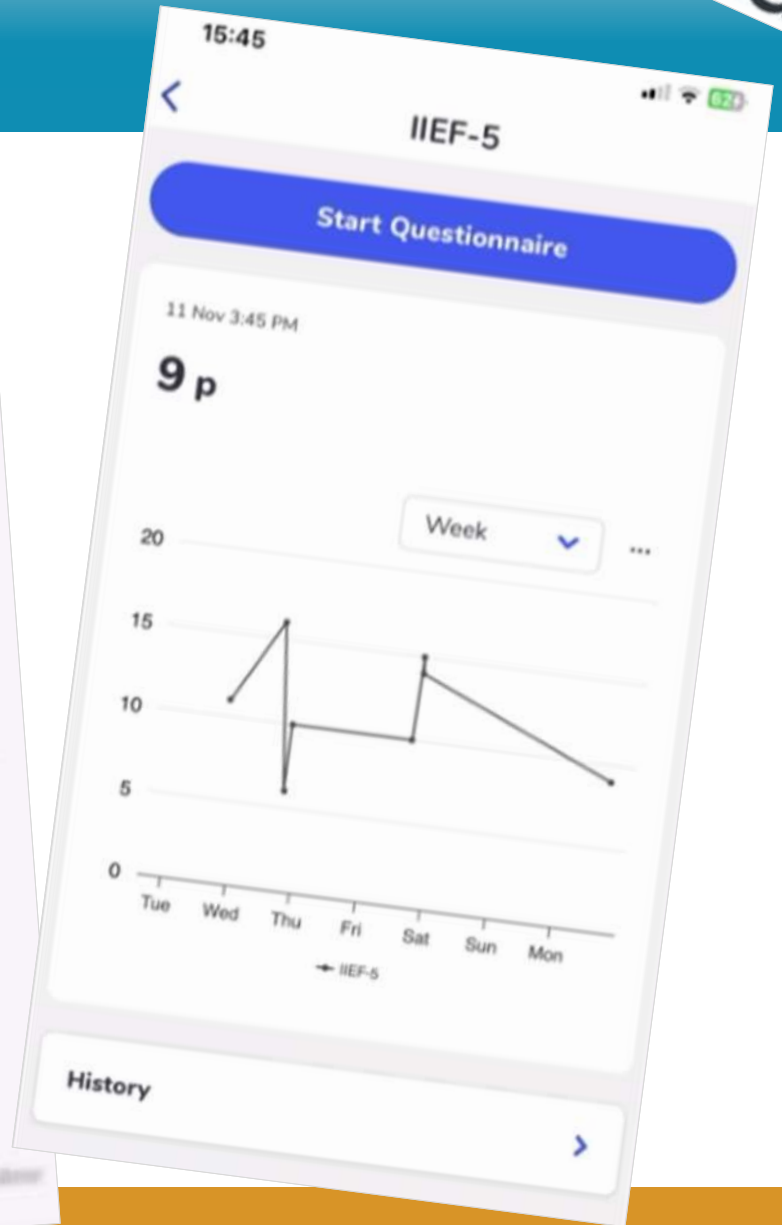 15:45
62
IIEF-5
Start Questionnaire
11 Nov 3:45 PM
9 p
Week
...
20
15
10
5
0
Tue Wed Thu Fri Sat Sun Mon
IIEF-5
History